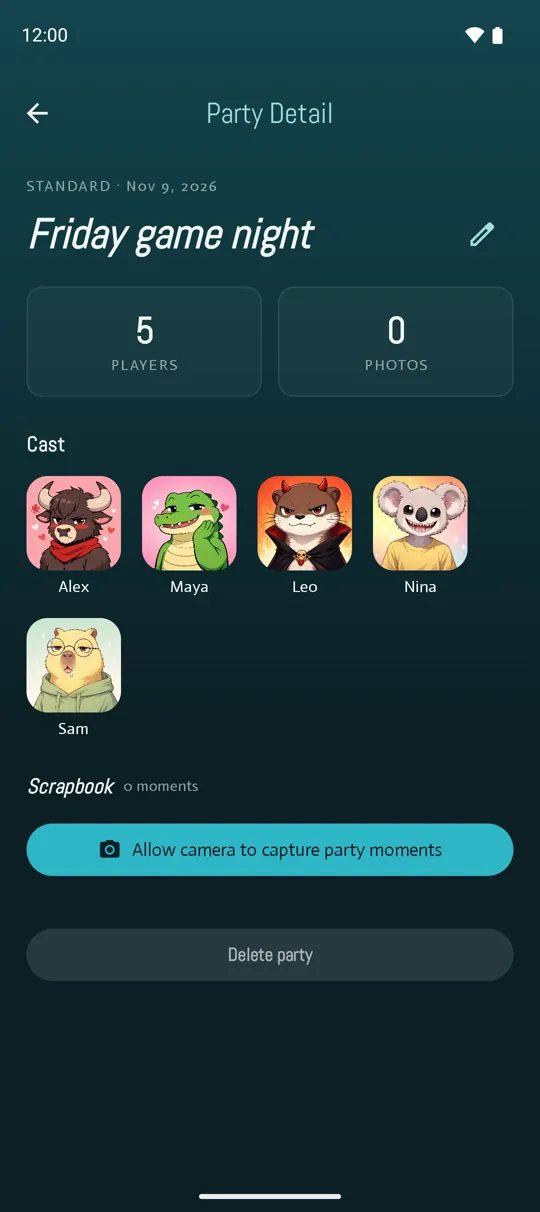 12:00
Party Detail
STANDARD · Nov 9, 2026
Friday game night
5
PLAYERS
0
PHOTOS
Cast
Alex
Maya
Leo
Nina
Sam
Scrapbook 0 moments
Allow camera to capture party moments
Delete party